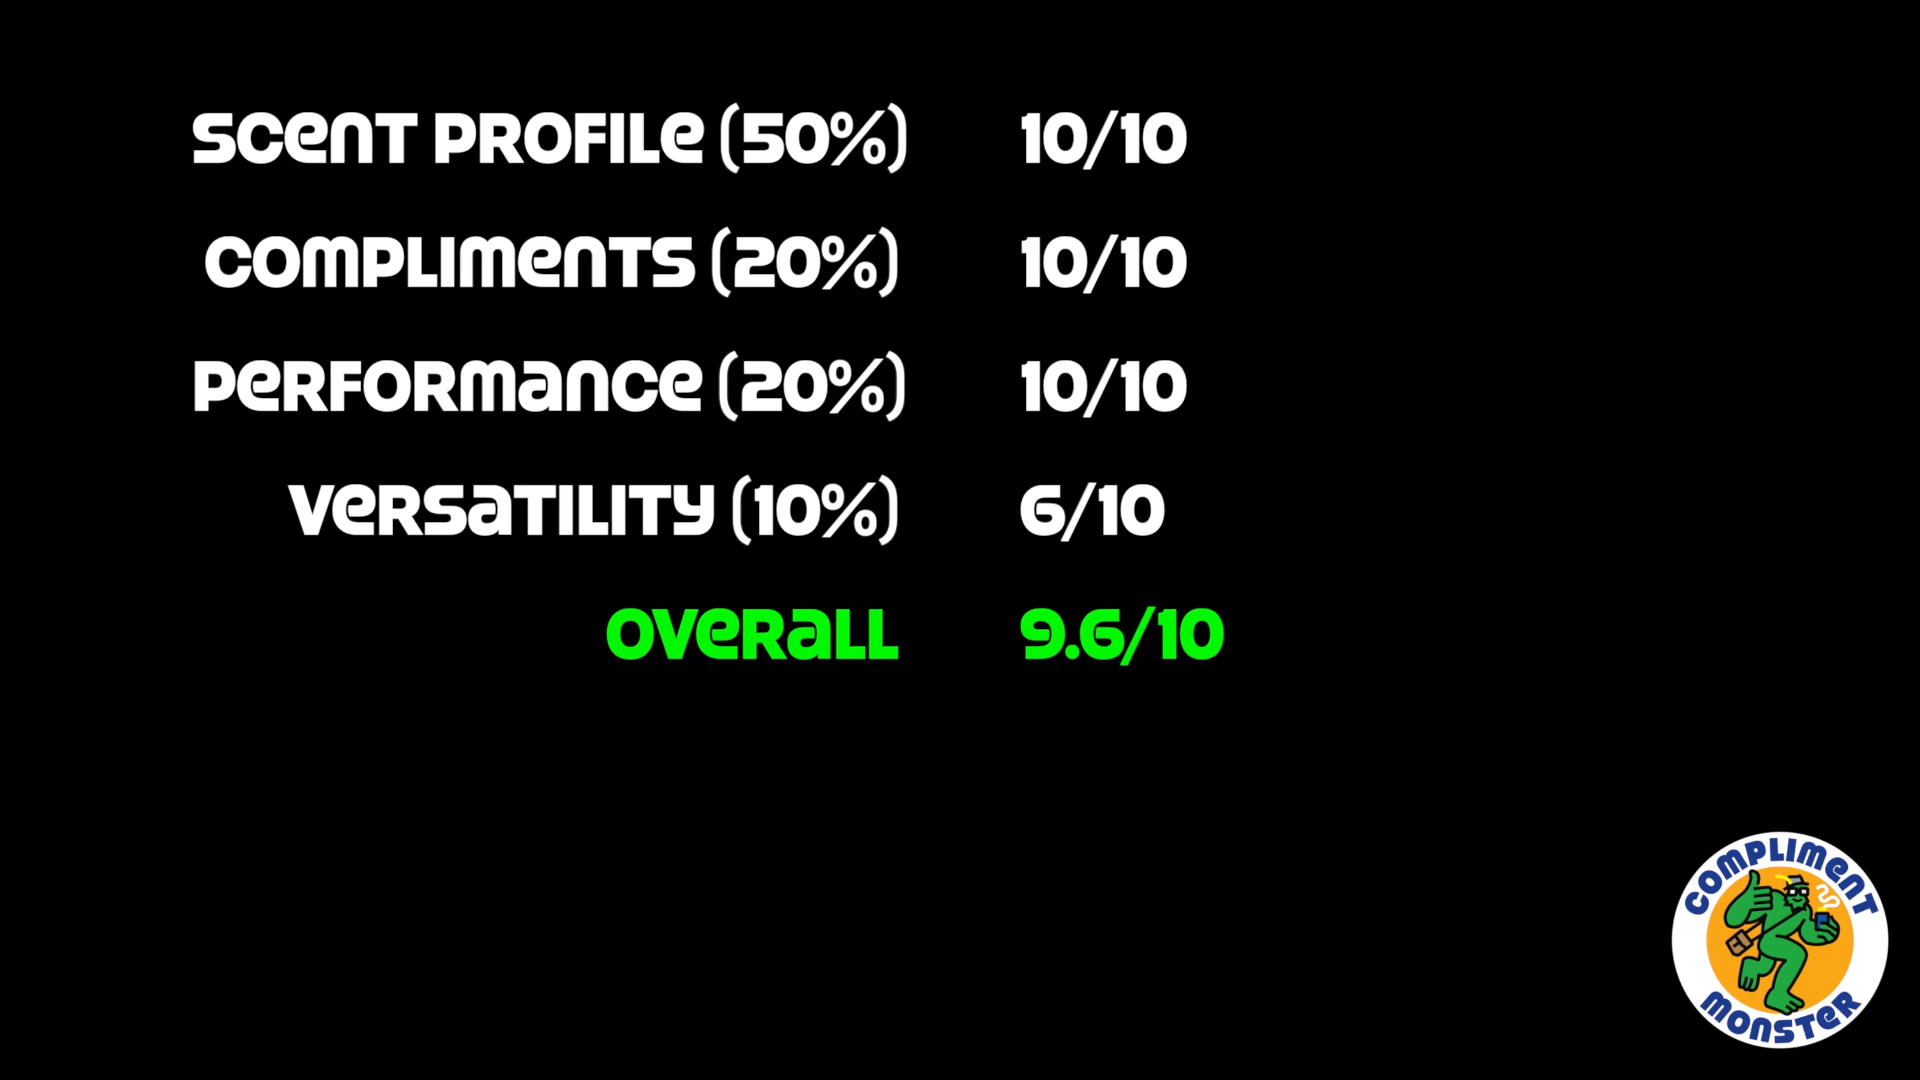 SCENT PROFILE (50%) 10/10
COMPLIMENTS (20%) 10/10
PERFORMANCE (20%) 10/10
VERSATILITY (10%) 6/10
OVERALL 9.6/10
COMPLIMENT
MONSTER